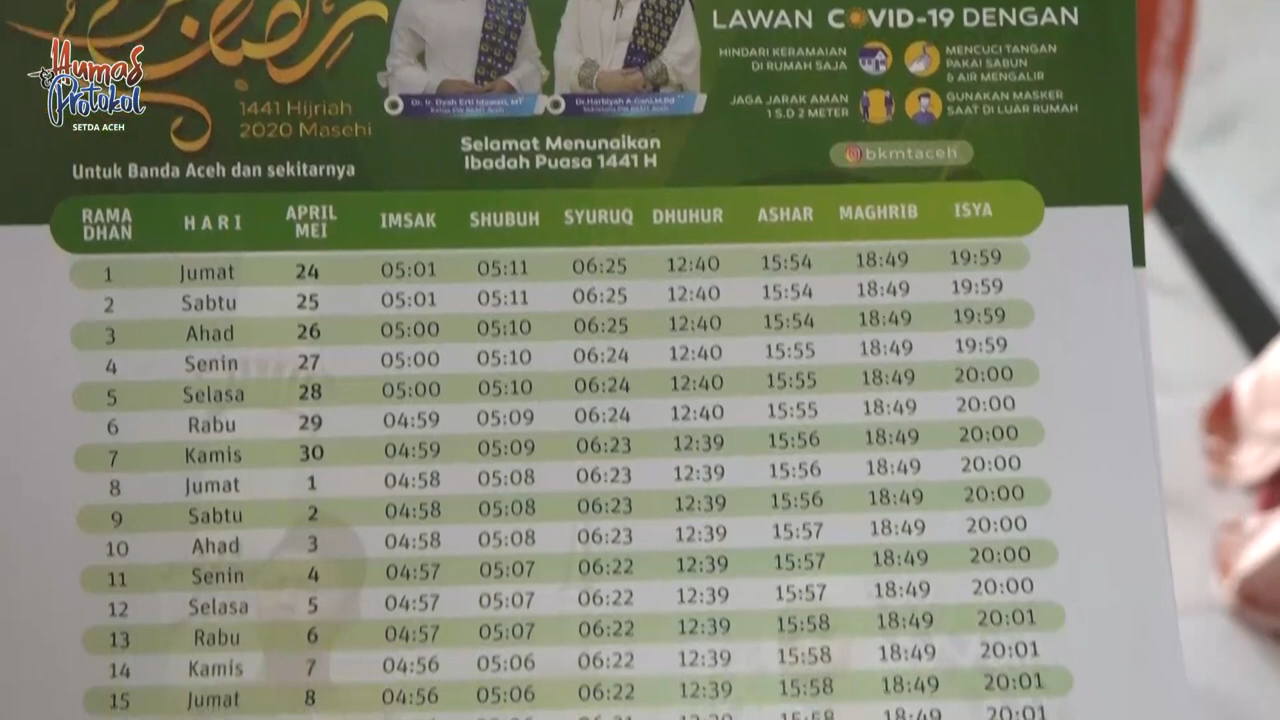 Humas
Protokol
SETDA ACEH
1441 Hijriah
2020 Masehi
Untuk Banda Aceh dan sekitarnya
Dr. Ir. Dyah Erti Idawati, MT
Dr.Harbiyah A.Gani,M.Pd
Selamat Menunaikan
Ibadah Puasa 1441 H
LAWAN COVID-19 DENGAN
HINDARI KERAMAIAN
DI RUMAH SAJA
MENCUCI TANGAN
PAKAI SABUN
& AIR MENGALIR
JAGA JARAK AMAN
1 S.D 2 METER
GUNAKAN MASKER
SAAT DI LUAR RUMAH
bkmtaceh
RAMA DHAN HARI APRIL MEI IMSAK SHUBUH SYURUQ DHUHUR ASHAR MAGHRIB ISYA
1 Jumat 24 05:01 05:11 06:25 12:40 15:54 18:49 19:59
2 Sabtu 25 05:01 05:11 06:25 12:40 15:54 18:49 19:59
3 Ahad 26 05:00 05:10 06:25 12:40 15:54 18:49 19:59
4 Senin 27 05:00 05:10 06:24 12:40 15:55 18:49 19:59
5 Selasa 28 05:00 05:10 06:24 12:40 15:55 18:49 20:00
6 Rabu 29 04:59 05:09 06:24 12:40 15:55 18:49 20:00
7 Kamis 30 04:59 05:09 06:23 12:39 15:56 18:49 20:00
8 Jumat 1 04:58 05:08 06:23 12:39 15:56 18:49 20:00
9 Sabtu 2 04:58 05:08 06:23 12:39 15:56 18:49 20:00
10 Ahad 3 04:58 05:08 06:23 12:39 15:57 18:49 20:00
11 Senin 4 04:57 05:07 06:22 12:39 15:57 18:49 20:00
12 Selasa 5 04:57 05:07 06:22 12:39 15:57 18:49 20:00
13 Rabu 6 04:57 05:07 06:22 12:39 15:58 18:49 20:01
14 Kamis 7 04:56 05:06 06:22 12:39 15:58 18:49 20:01
15 Jumat 8 04:56 05:06 06:22 12:39 15:58 18:49 20:01
15:58 18:49 20:01